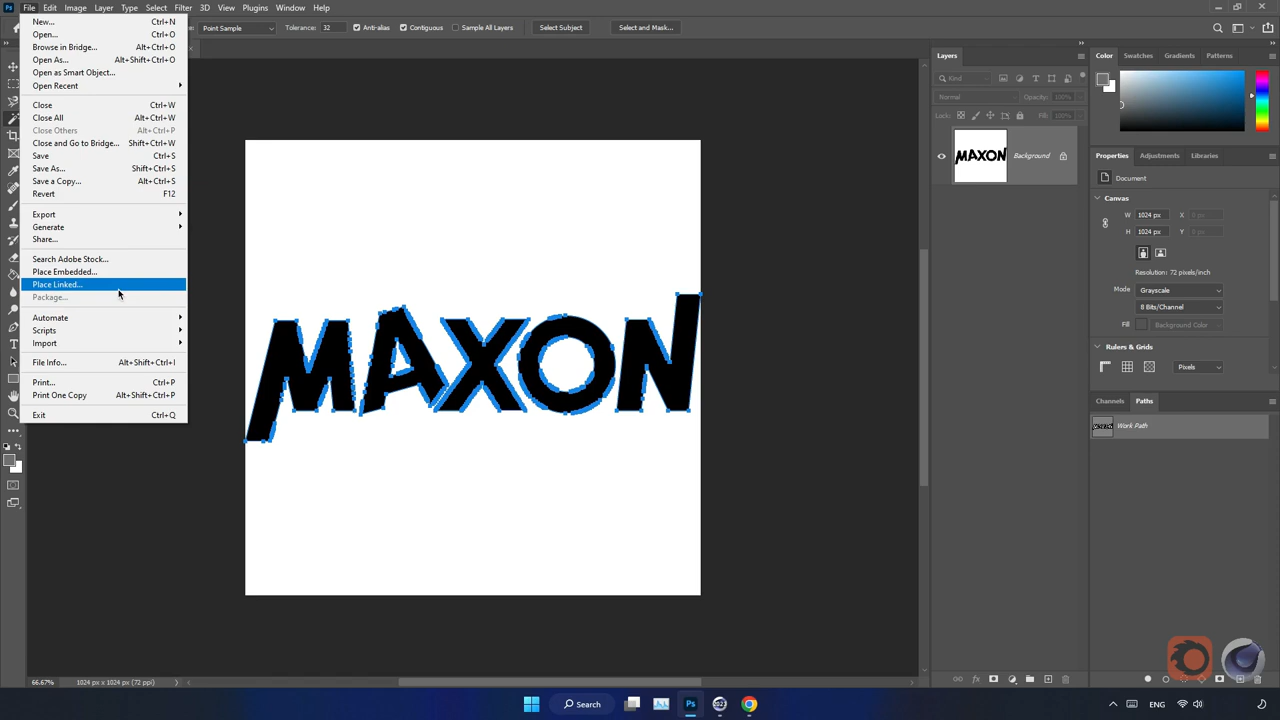 Ps File Edit Image Layer Type Select Filter 3D View Plugins Window Help
Point Sample Tolerance: 32 Anti-alias Contiguous Sample All Layers Select Subject Select and Mask...
New... Ctrl+N
Open... Ctrl+O
Browse in Bridge... Alt+Ctrl+O
Open As... Alt+Shift+Ctrl+O
Open as Smart Object...
Open Recent
Close Ctrl+W
Close All Alt+Ctrl+W
Close Others Alt+Ctrl+P
Close and Go to Bridge... Shift+Ctrl+W
Save Ctrl+S
Save As... Shift+Ctrl+S
Save a Copy... Alt+Ctrl+S
Revert F12
Export
Generate
Share...
Search Adobe Stock...
Place Embedded...
Place Linked...
Package...
Automate
Scripts
Import
File Info... Alt+Shift+Ctrl+I
Print... Ctrl+P
Print One Copy Alt+Shift+Ctrl+P
Exit Ctrl+Q
MAXON
66.67% 1024 px x 1024 px (72 ppi)
Layers
Kind
Normal Opacity: 100%
Lock: Fill: 100%
MAXON Background
Color Swatches Gradients Patterns
Properties Adjustments Libraries
Document
Canvas
W 1024 px X 0 px
H 1024 px Y 0 px
Resolution: 72 pixels/inch
Mode Grayscale
8 Bits/Channel
Fill Background Color
Rulers & Grids
Pixels
Channels Paths
Work Path
Search Ps 2023 ENG